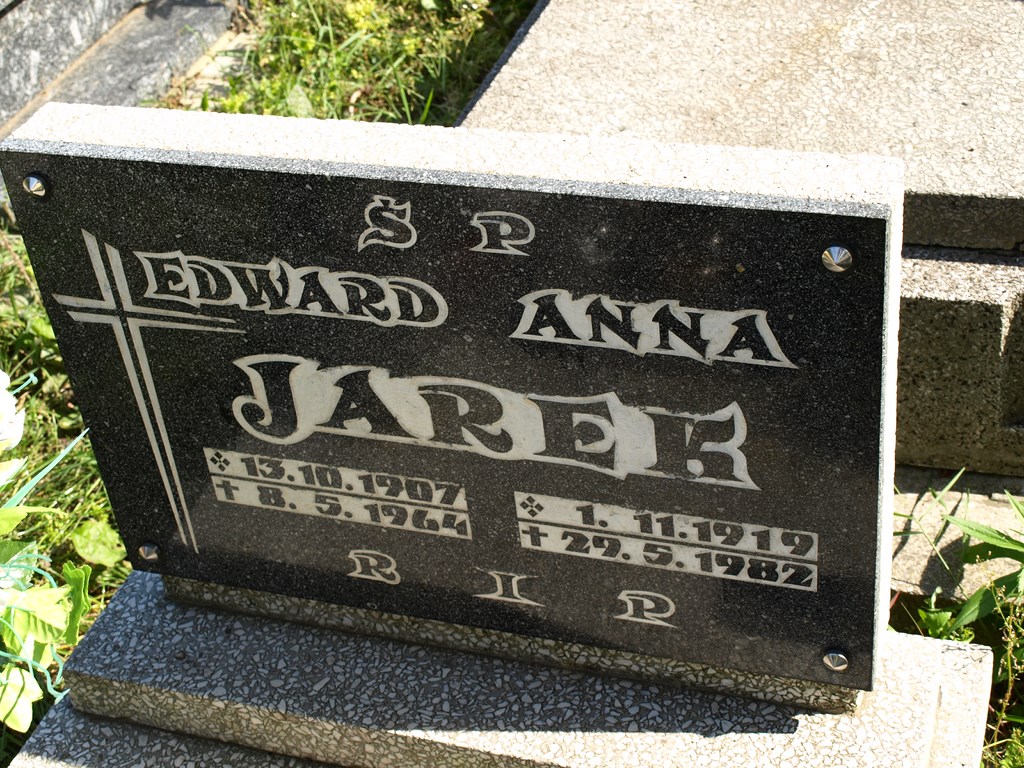 Ś P
EDWARD ANNA
JAREK
❖ 13.10.1907
✝ 8. 5.1964
❖ 1. 11.1919
✝ 29.5.1982
R I P